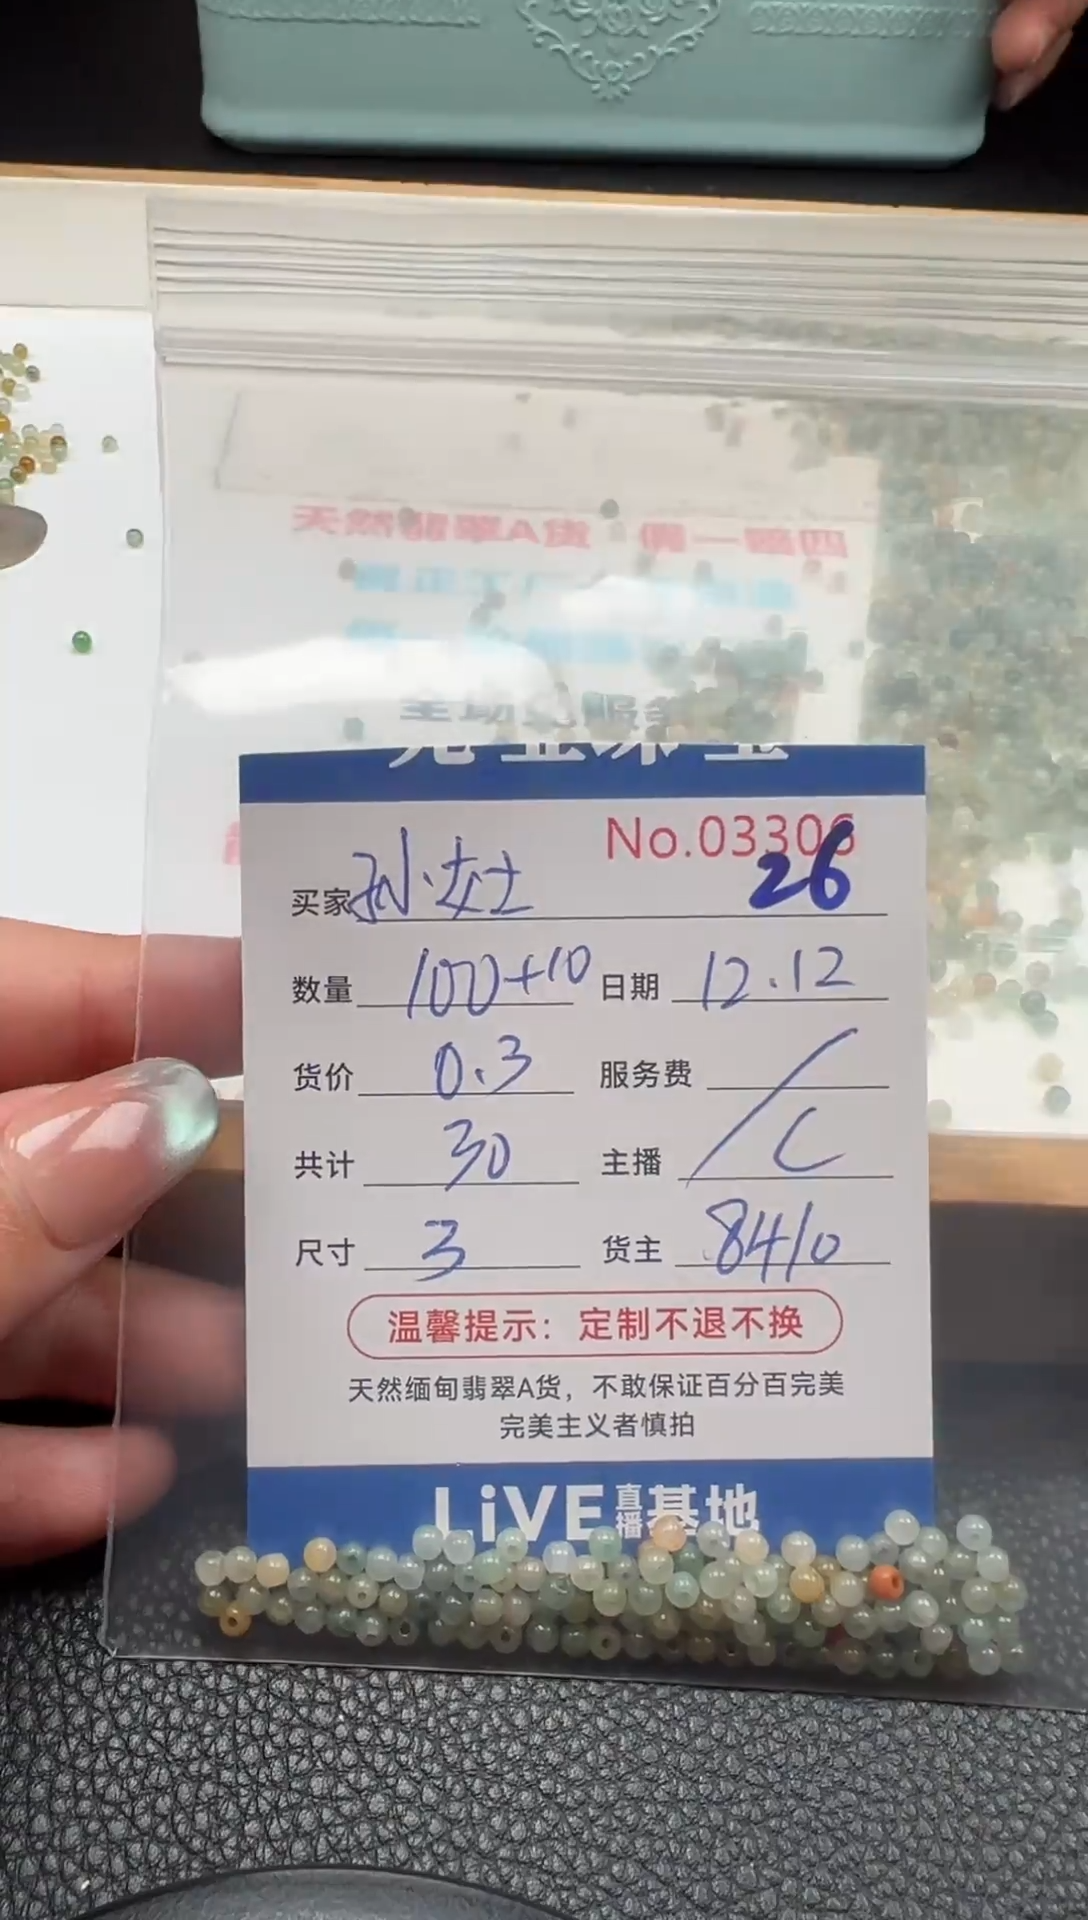 天然翡翠A货 
No.03306
26
买家 孙女士
数量 100+10 日期 12.12
货价 0.3 服务费 /
共计 30 主播 C
尺寸 3 货主 8410
温馨提示：定制不退不换
天然缅甸翡翠A货，不敢保证百分百完美
完美主义者慎拍
LiVE直播基地